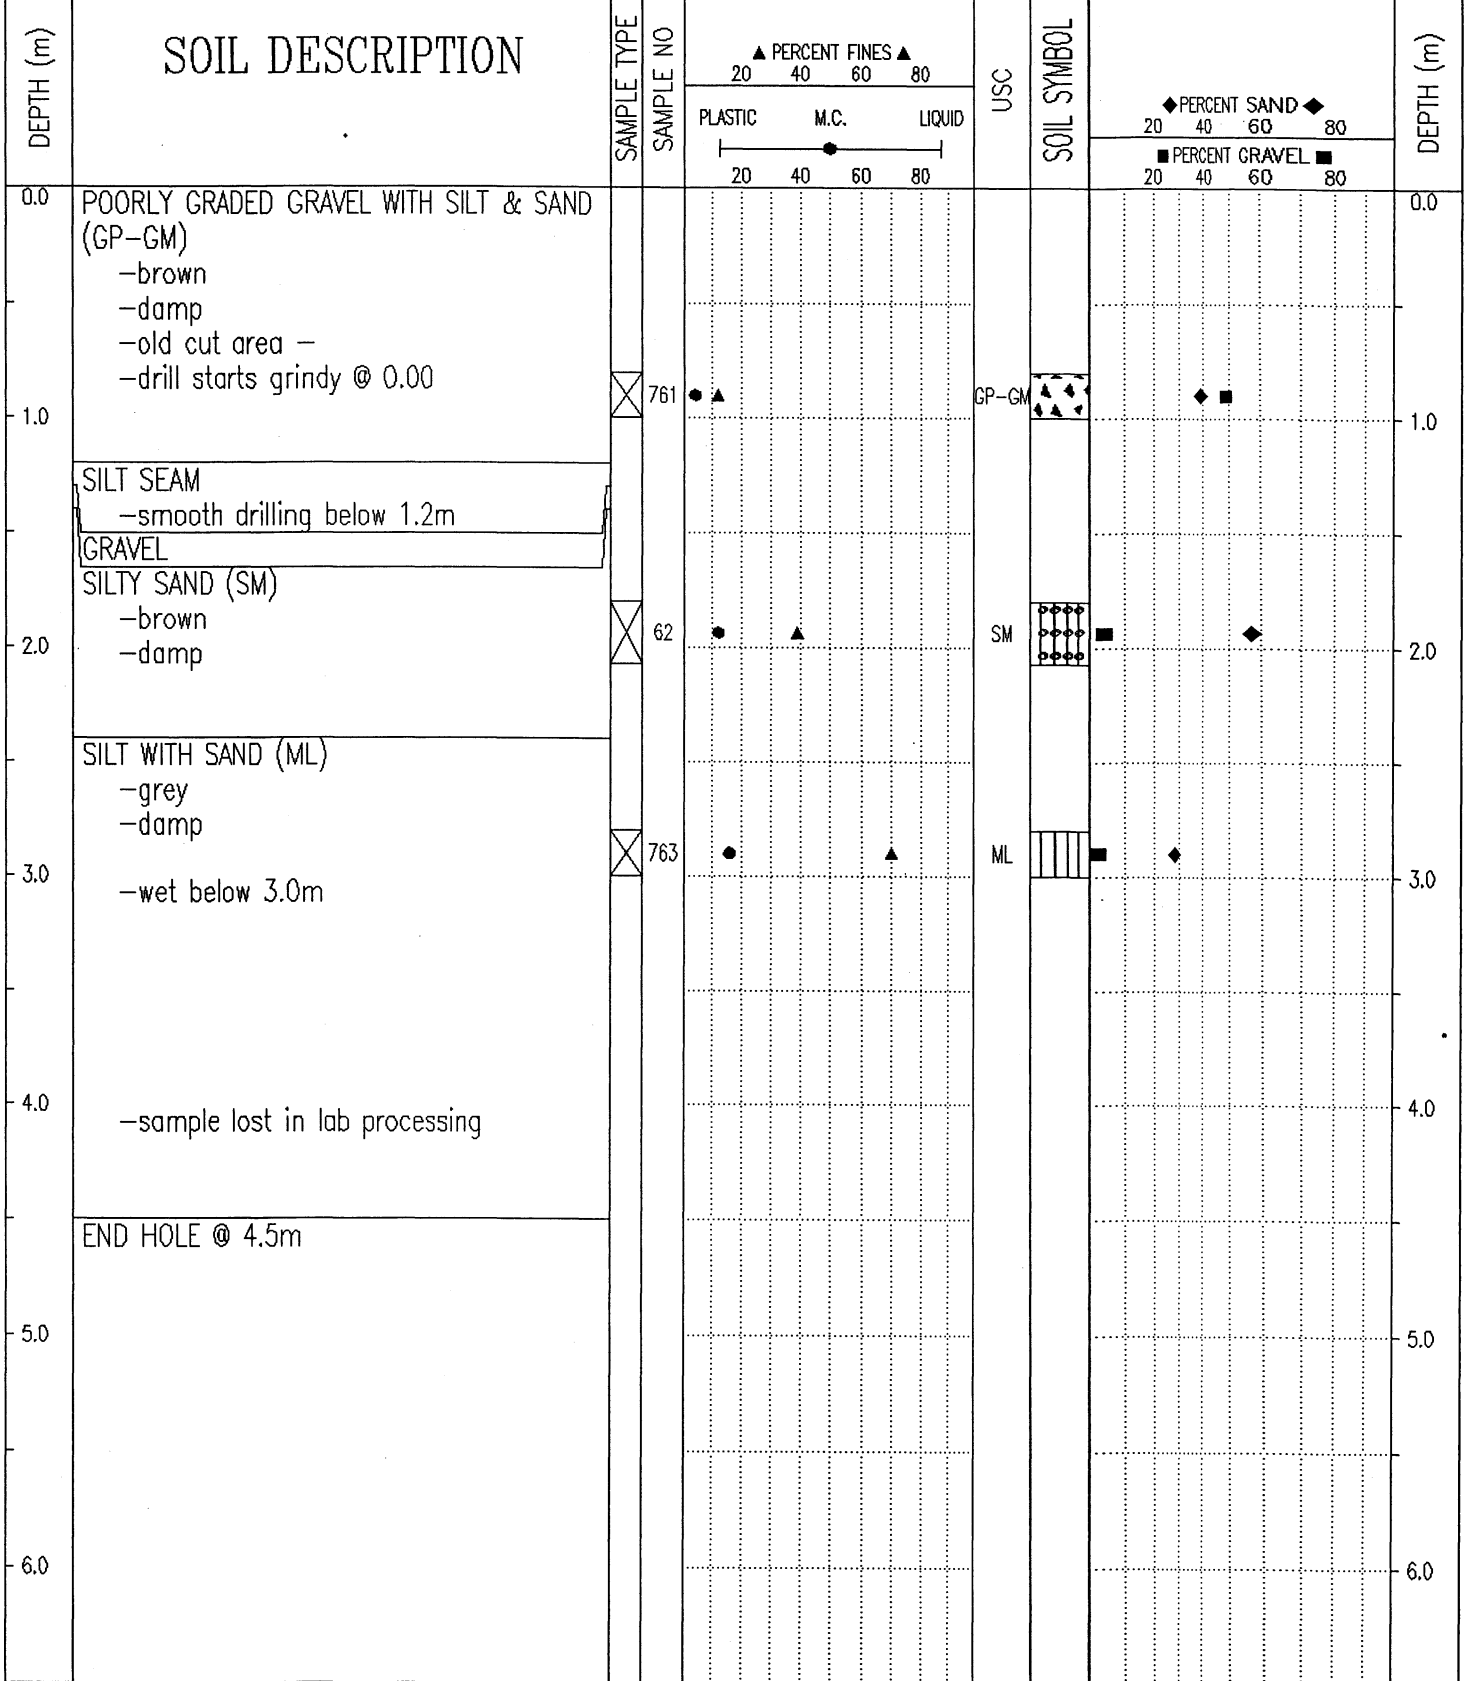 DEPTH (m)
SOIL DESCRIPTION
SAMPLE TYPE
SAMPLE NO
▲ PERCENT FINES ▲
20 40 60 80
PLASTIC M.C. LIQUID
20 40 60 80
USC
SOIL SYMBOL
◆ PERCENT SAND ◆
20 40 60 80
■ PERCENT GRAVEL ■
20 40 60 80
DEPTH (m)
0.0 POORLY GRADED GRAVEL WITH SILT & SAND 0.0
(GP-GM)
-brown
-damp
-old cut area -
-drill starts grindy @ 0.00
761 GP-GM
1.0 1.0
SILT SEAM
-smooth drilling below 1.2m
GRAVEL
SILTY SAND (SM)
-brown
62 SM
2.0 -damp 2.0
SILT WITH SAND (ML)
-grey
-damp
763 ML
3.0 3.0
-wet below 3.0m
4.0 4.0
-sample lost in lab processing
END HOLE @ 4.5m
5.0 5.0
6.0 6.0